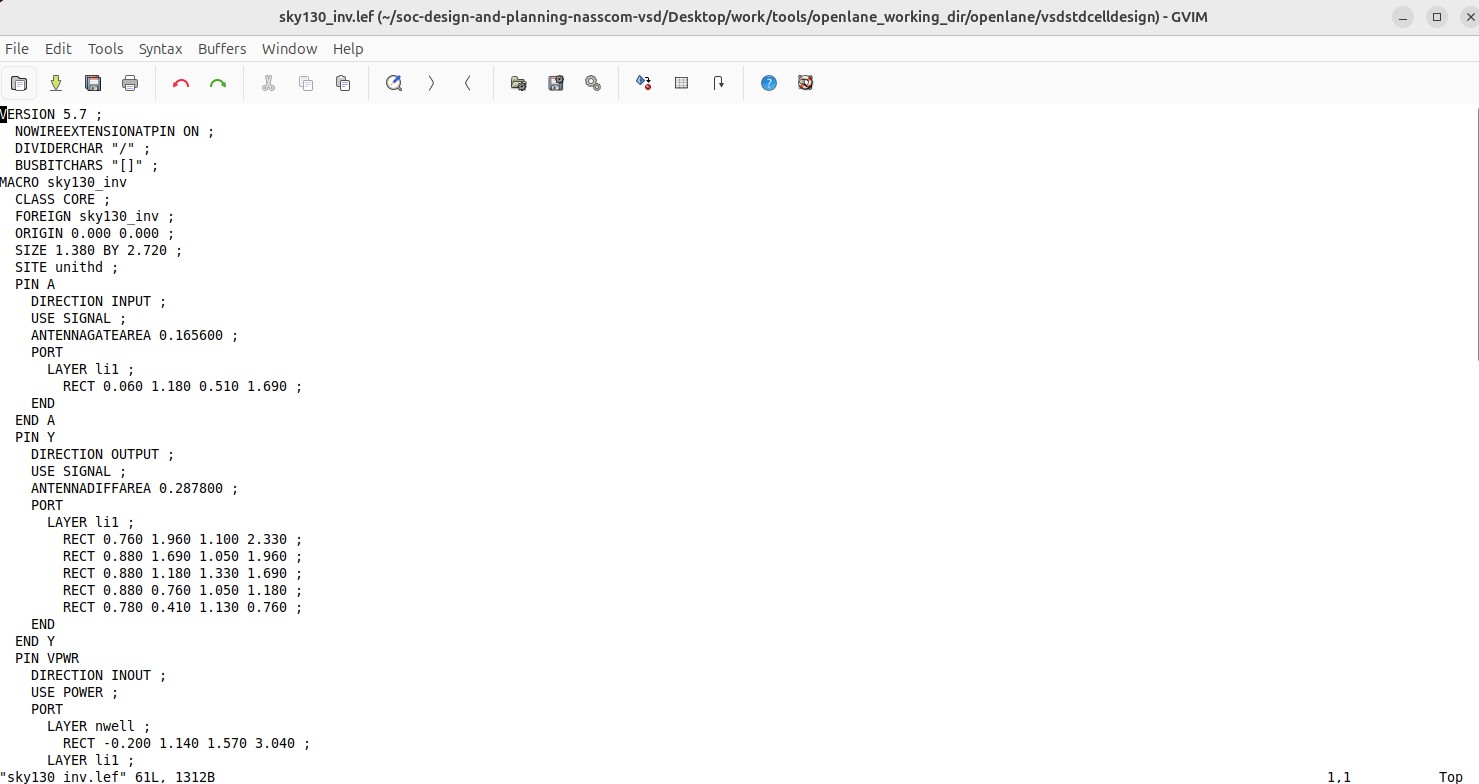 sky130_inv.lef (~/soc-design-and-planning-nasscom-vsd/Desktop/work/tools/openlane_working_dir/openlane/vsdstdcelldesign) - GVIM
File Edit Tools Syntax Buffers Window Help
VERSION 5.7 ;
  NOWIREEXTENSIONATPIN ON ;
  DIVIDERCHAR "/" ;
  BUSBITCHARS "[]" ;
MACRO sky130_inv
  CLASS CORE ;
  FOREIGN sky130_inv ;
  ORIGIN 0.000 0.000 ;
  SIZE 1.380 BY 2.720 ;
  SITE unithd ;
  PIN A
    DIRECTION INPUT ;
    USE SIGNAL ;
    ANTENNAGATEAREA 0.165600 ;
    PORT
      LAYER li1 ;
        RECT 0.060 1.180 0.510 1.690 ;
    END
  END A
  PIN Y
    DIRECTION OUTPUT ;
    USE SIGNAL ;
    ANTENNADIFFAREA 0.287800 ;
    PORT
      LAYER li1 ;
        RECT 0.760 1.960 1.100 2.330 ;
        RECT 0.880 1.690 1.050 1.960 ;
        RECT 0.880 1.180 1.330 1.690 ;
        RECT 0.880 0.760 1.050 1.180 ;
        RECT 0.780 0.410 1.130 0.760 ;
    END
  END Y
  PIN VPWR
    DIRECTION INOUT ;
    USE POWER ;
    PORT
      LAYER nwell ;
        RECT -0.200 1.140 1.570 3.040 ;
      LAYER li1 ;
"sky130_inv.lef" 61L, 1312B 1,1 Top